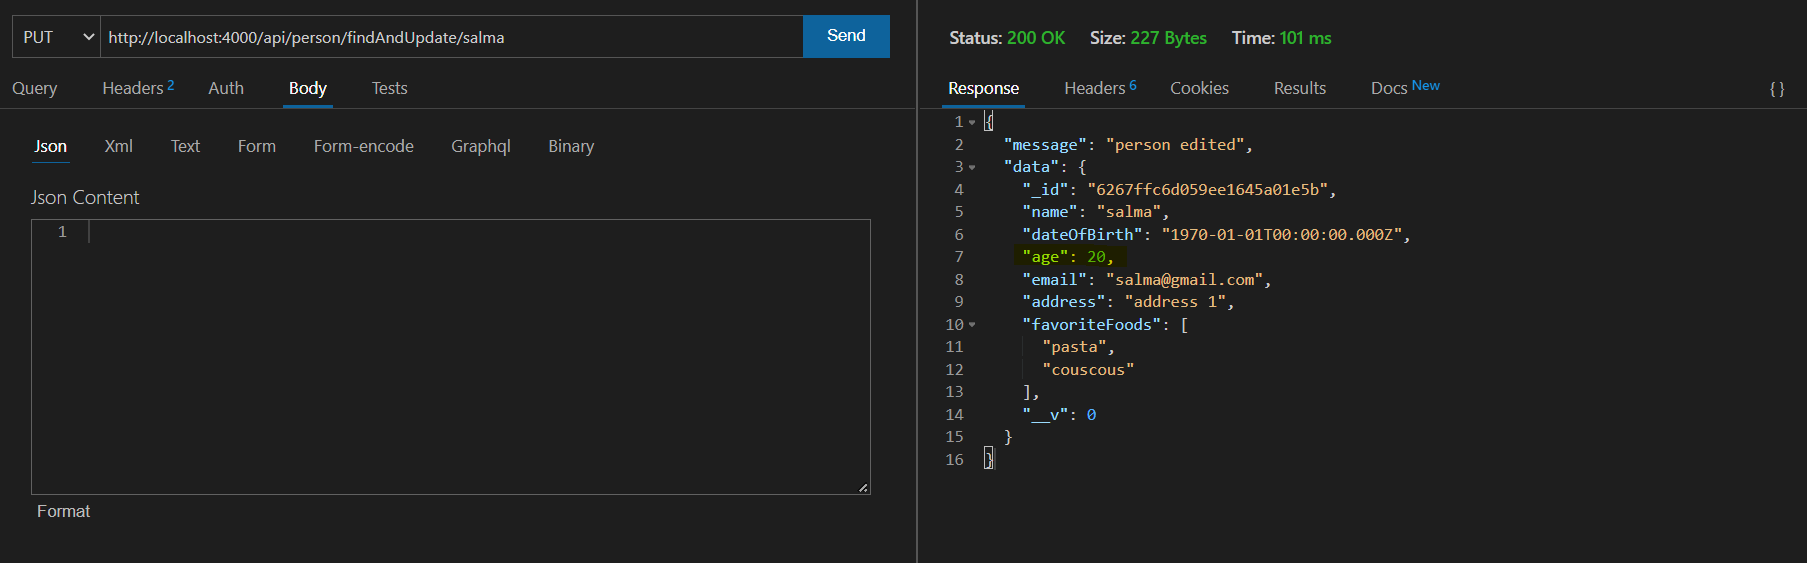 PUT http://localhost:4000/api/person/findAndUpdate/salma Send
Query Headers 2 Auth Body Tests
Json Xml Text Form Form-encode Graphql Binary
Json Content
1
Format
Status: 200 OK Size: 227 Bytes Time: 101 ms
Response Headers 6 Cookies Results Docs New {}
1 {
2 "message": "person edited",
3 "data": {
4 "_id": "6267ffc6d059ee1645a01e5b",
5 "name": "salma",
6 "dateOfBirth": "1970-01-01T00:00:00.000Z",
7 "age": 20,
8 "email": "salma@gmail.com",
9 "address": "address 1",
10 "favoriteFoods": [
11 "pasta",
12 "couscous"
13 ],
14 "__v": 0
15 }
16 }